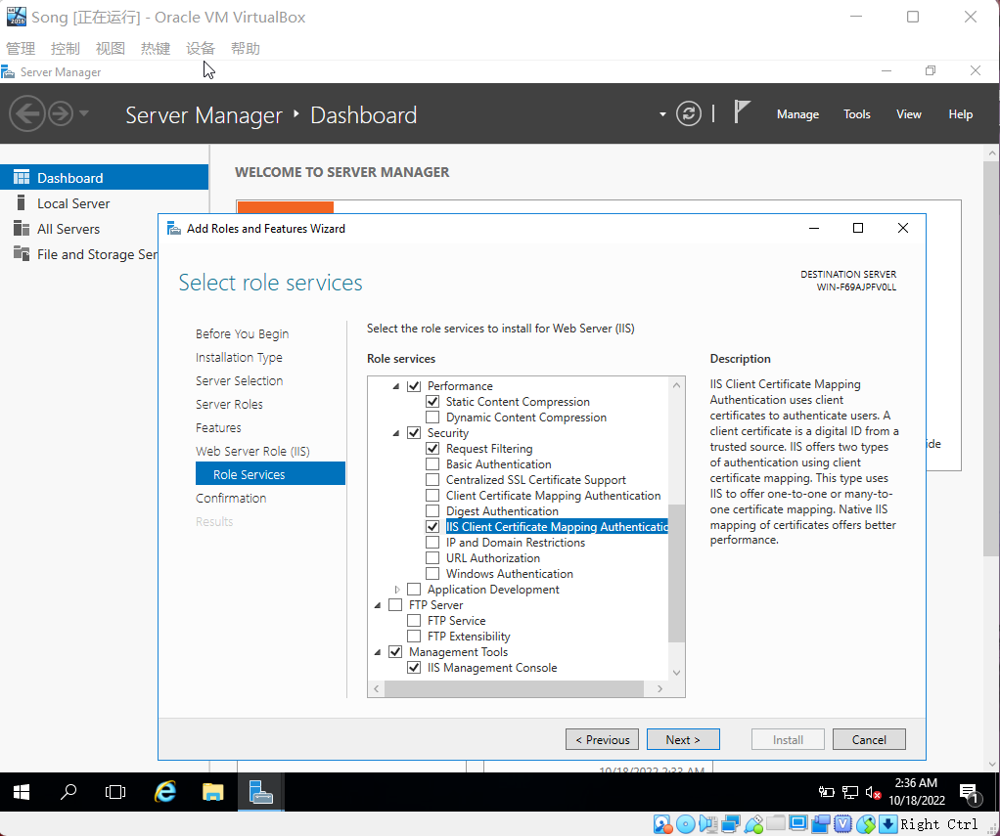 Song [正在运行] - Oracle VM VirtualBox
管理 控制 视图 热键 设备 帮助
Server Manager
Server Manager Dashboard
Manage Tools View Help
Dashboard
Local Server
All Servers
File and Storage Ser
WELCOME TO SERVER MANAGER
Add Roles and Features Wizard
Select role services
DESTINATION SERVER
WIN-F69AJPFV0LL
Before You Begin
Installation Type
Server Selection
Server Roles
Features
Web Server Role (IIS)
Role Services
Confirmation
Results
Select the role services to install for Web Server (IIS)
Role services
Performance
Static Content Compression
Dynamic Content Compression
Security
Request Filtering
Basic Authentication
Centralized SSL Certificate Support
Client Certificate Mapping Authentication
Digest Authentication
IIS Client Certificate Mapping Authenticatio
IP and Domain Restrictions
URL Authorization
Windows Authentication
Application Development
FTP Server
FTP Service
FTP Extensibility
Management Tools
IIS Management Console
Description
IIS Client Certificate Mapping
Authentication uses client
certificates to authenticate users. A
client certificate is a digital ID from a
trusted source. IIS offers two types
of authentication using client
certificate mapping. This type uses
IIS to offer one-to-one or many-to-
one certificate mapping. Native IIS
mapping of certificates offers better
performance.
ide
< Previous Next > Install Cancel
10/18/2022 2:33 AM
2:36 AM
10/18/2022
1
Right Ctrl